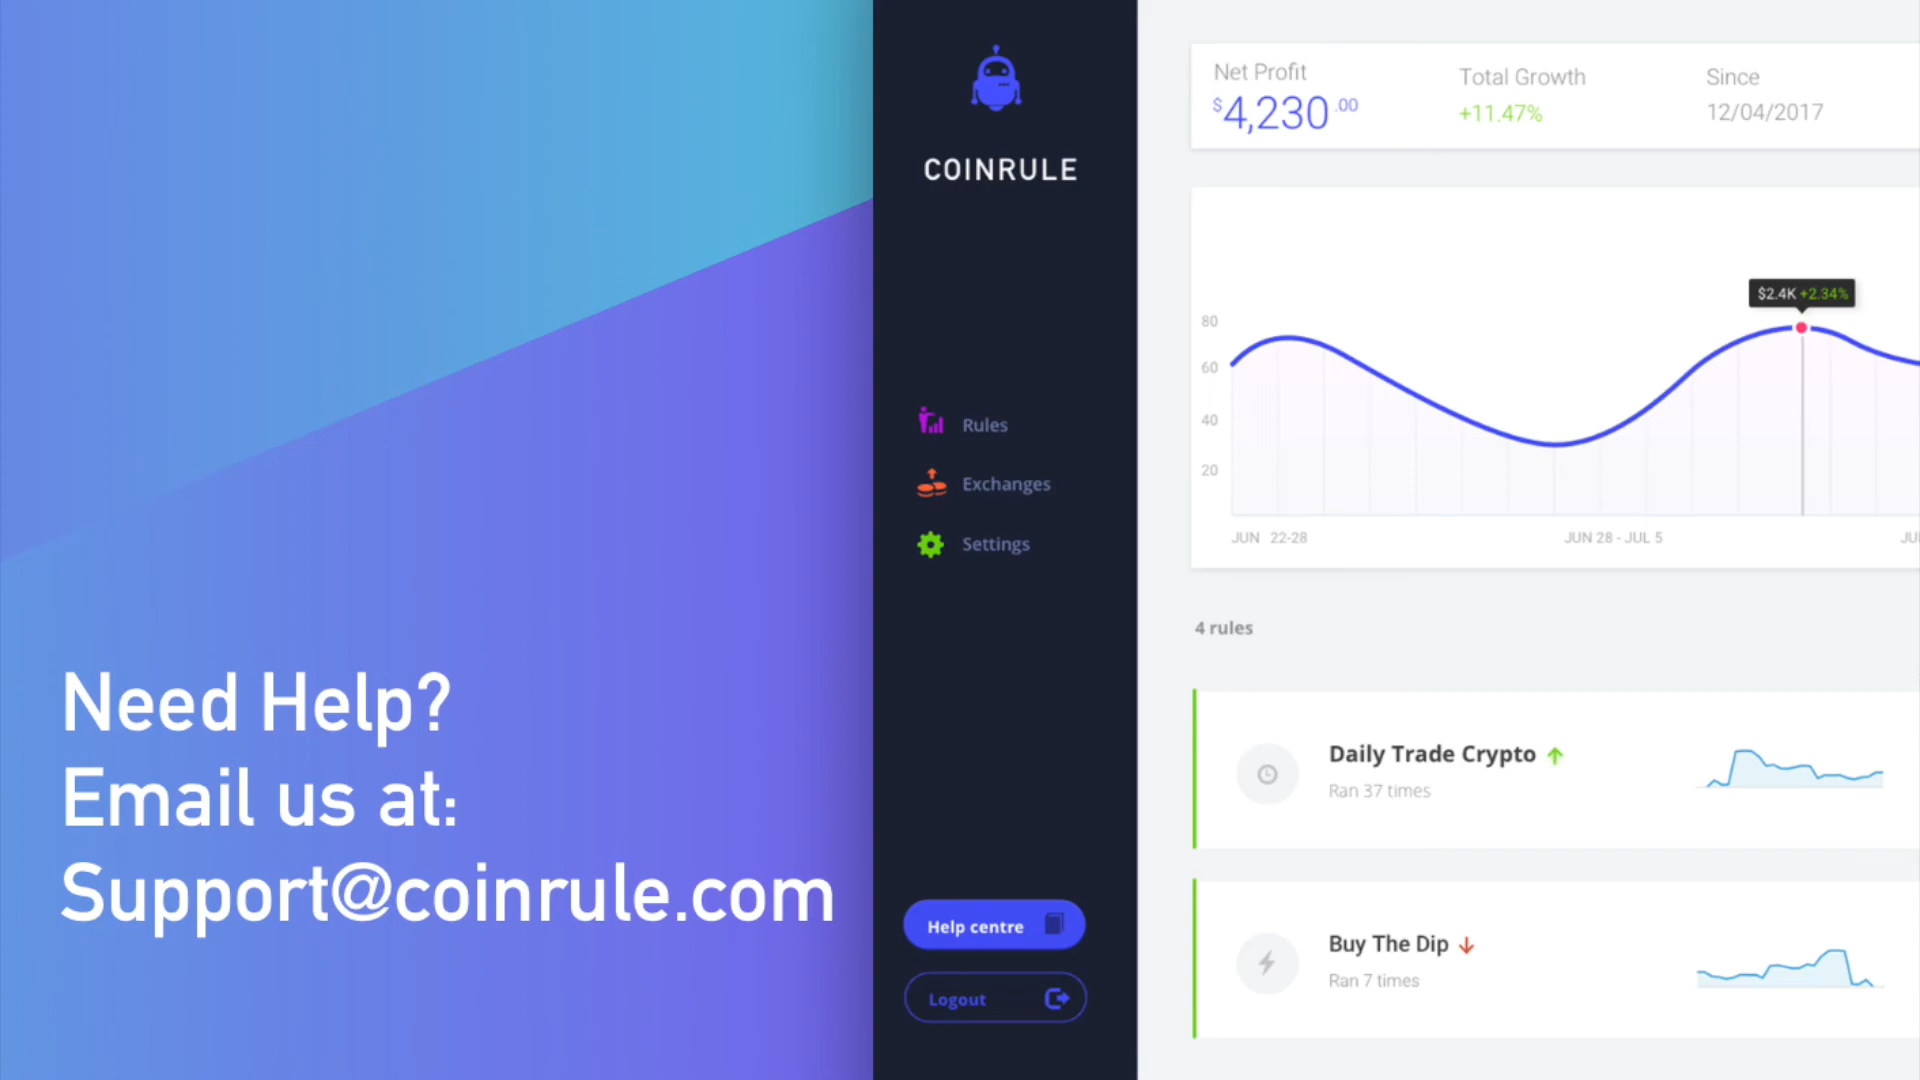 Need Help?
Email us at:
Support@coinrule.com
COINRULE
Rules
Exchanges
Settings
Help centre
Logout
Net Profit
$4,230.00
Total Growth
+11.47%
Since
12/04/2017
$2.4K +2.34%
80
60
40
20
JUN 22-28
JUN 28 - JUL 5
4 rules
Daily Trade Crypto
Ran 37 times
Buy The Dip
Ran 7 times